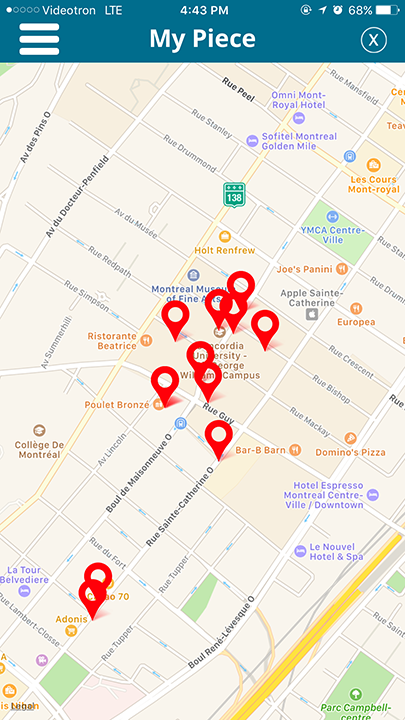 Videotron LTE 4:43 PM 68%
My Piece
X
Rue Peel
Rue Mansfield
Omni Mont-
Royal Hotel
Rue Stanley
Sofitel Montreal
Golden Mile
Av des Pins O
Rue Drummond
Av du Docteur-Penfield
Les Cours
Mont-royal
138
Av du Musée
YMCA Centre-
Ville
Holt Renfrew
Rue Redpath
Joe's Panini
Montreal
of Fine Arts
Rue Simpson
Apple Sainte-
Catherine
Europea
Av Summerhill
Ristorante
Beatrice
University -
George
Campus
Rue Crescent
Rue Bishop
Poulet Bronzé
Rue Guy
Rue Mackay
Collège De
Montréal
Av Lincoln
Bar-B Barn
Domino's Pizza
Boul de Maisonneuve O
Rue Sainte-Catherine O
Hotel Espresso
Montreal Centre-
Ville / Downtown
Rue du Fort
Le Nouvel
Hotel & Spa
La Tour
Belvedere
Rue Tupper
70
Rue Lambert-Closse
Adonis
Rue Tupper
Boul René-Lévesque O
Legal
Parc Campbell-
centre